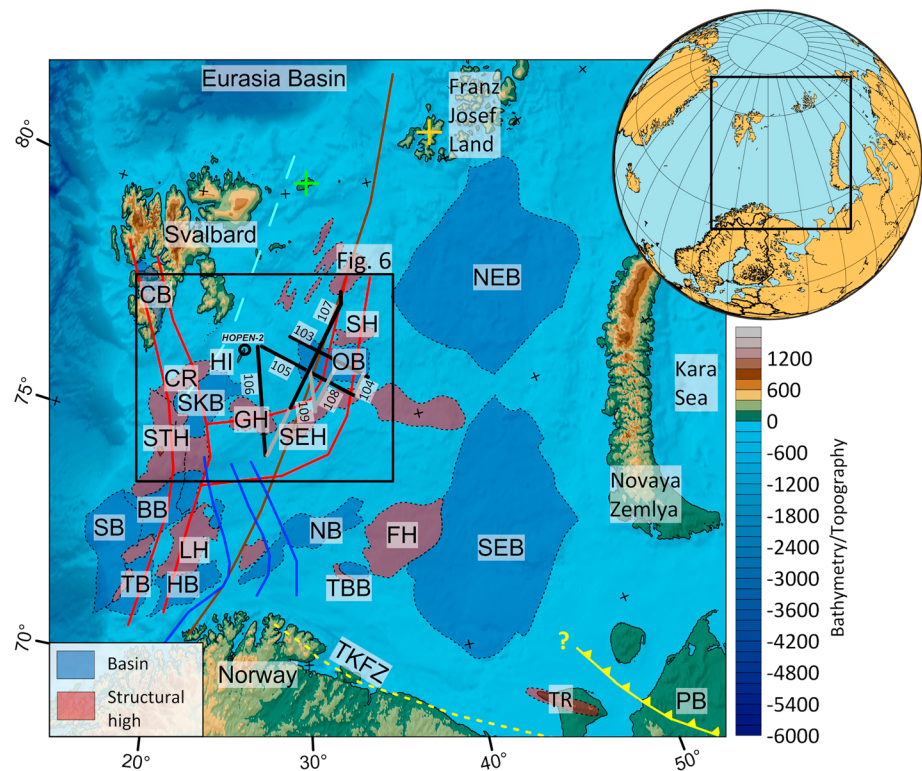 Eurasia Basin
Franz
Josef
Land
80°
Svalbard
Fig. 6
NEB
CB
107
SH
HOPEN-2
103
HI
OB
105
106
104
CR
75°
SKB
GH
109
108
Kara
Sea
STH
SEH
Novaya
Zemlya
BB
SB
NB
FH
LH
SEB
TB
HB
TBB
70°
?
TKFZ
Norway
TR
PB
Basin
Structural
high
20°
30°
40°
50°
1200
600
0
-600
-1200
-1800
-2400
-3000
-3600
-4200
-4800
-5400
-6000
Bathymetry/Topography